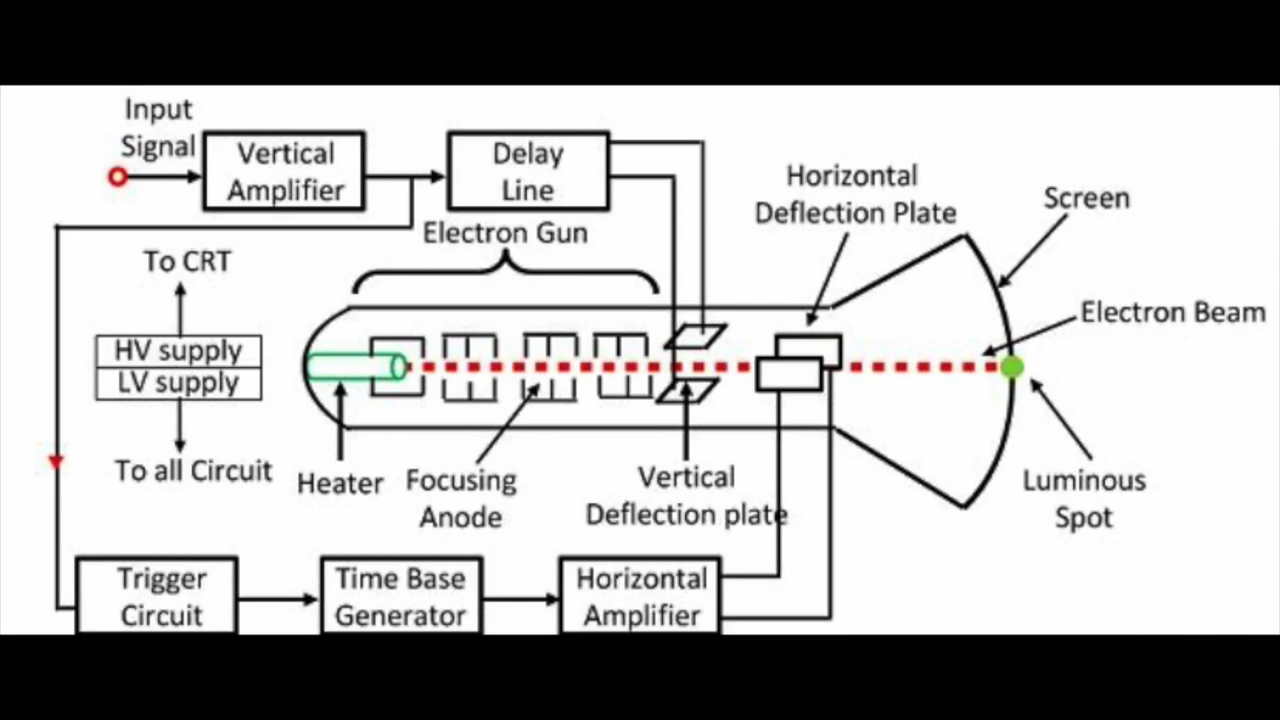 Input
Signal
Vertical
Amplifier
Delay
Line
Horizontal
Deflection Plate
Screen
Electron Gun
To CRT
Electron Beam
HV supply
LV supply
To all Circuit
Heater
Focusing
Anode
Vertical
Deflection plate
Luminous
Spot
Trigger
Circuit
Time Base
Generator
Horizontal
Amplifier